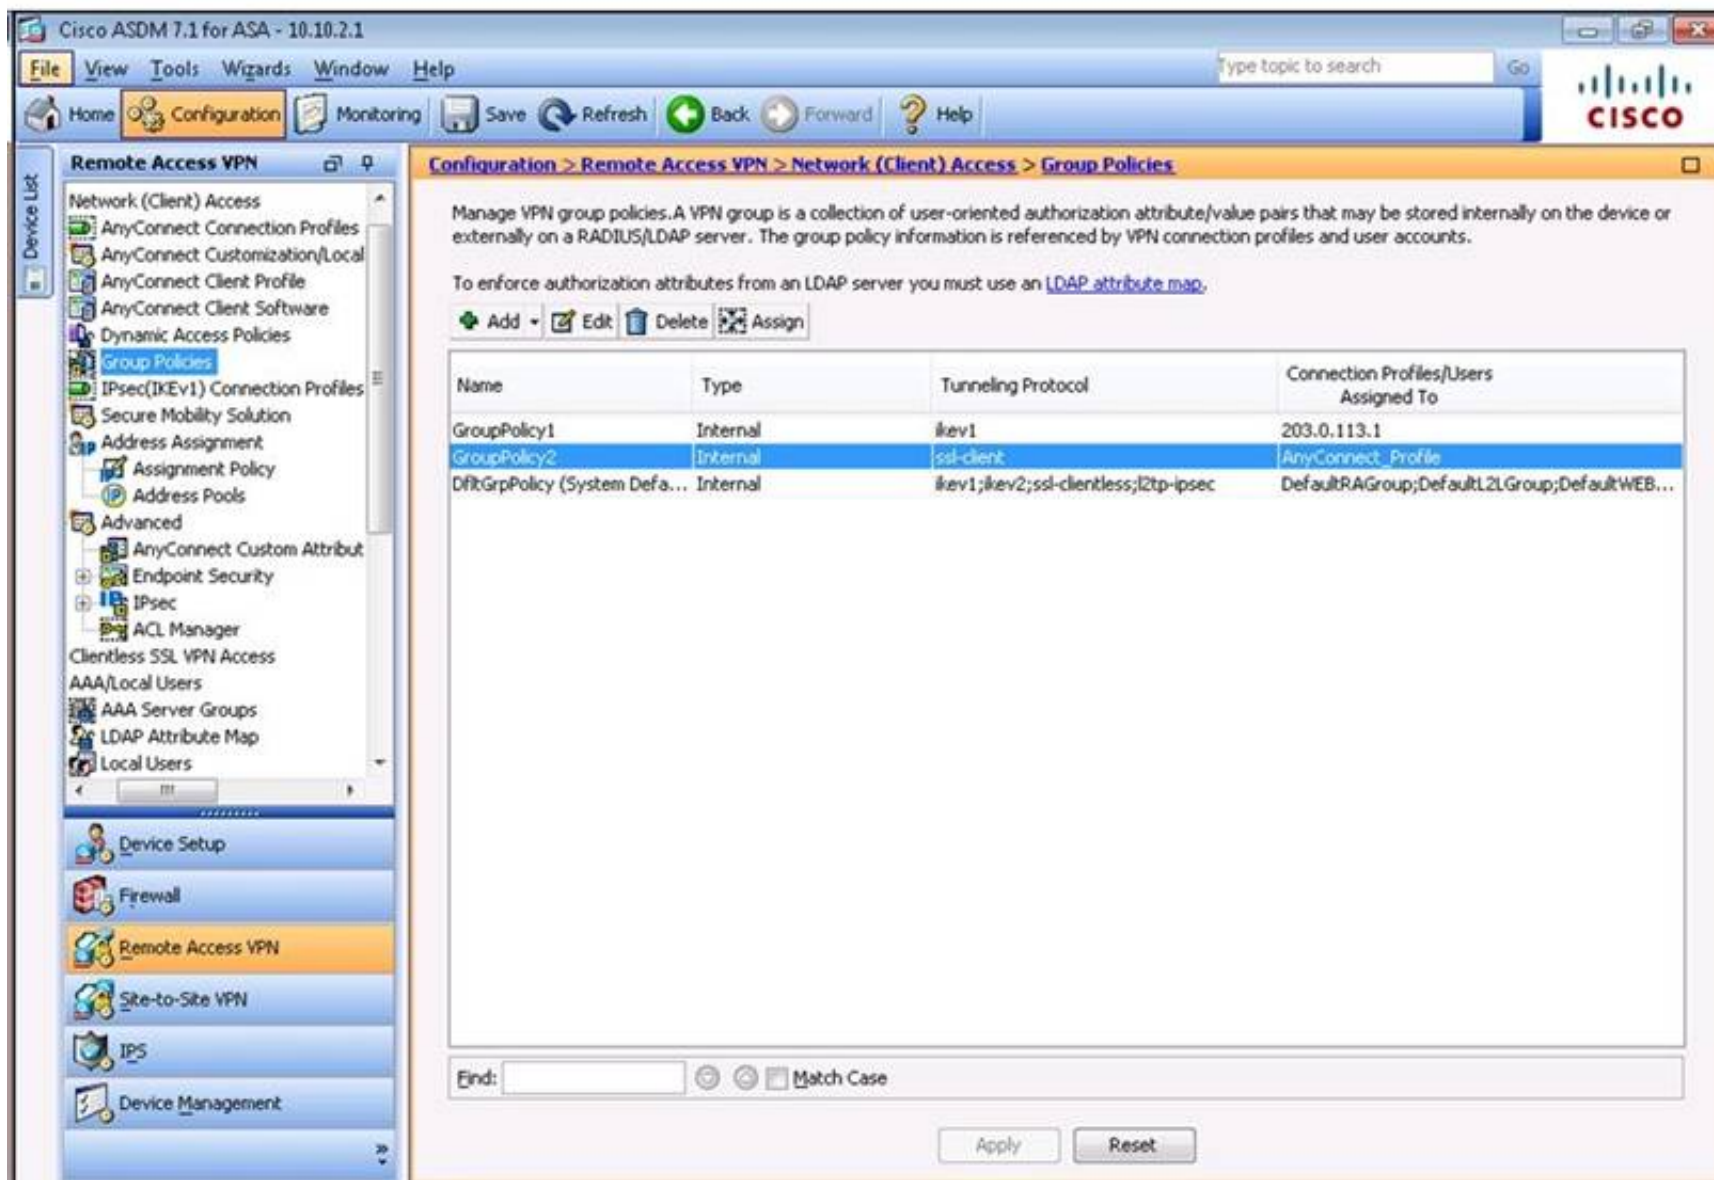 Cisco ASDM 7.1 for ASA - 10.10.2.1
File View Tools Wizards Window Help
Type topic to search Go
Home Configuration Monitoring Save Refresh Back Forward Help
CISCO
Device List
Remote Access VPN
Network (Client) Access
AnyConnect Connection Profiles
AnyConnect Customization/Local
AnyConnect Client Profile
AnyConnect Client Software
Dynamic Access Policies
Group Policies
IPsec(IKEv1) Connection Profiles
Secure Mobility Solution
Address Assignment
Assignment Policy
Address Pools
Advanced
AnyConnect Custom Attribut
Endpoint Security
IPsec
ACL Manager
Clientless SSL VPN Access
AAA/Local Users
AAA Server Groups
LDAP Attribute Map
Local Users
Device Setup
Firewall
Remote Access VPN
Site-to-Site VPN
IPS
Device Management
Configuration > Remote Access VPN > Network (Client) Access > Group Policies
Manage VPN group policies.A VPN group is a collection of user-oriented authorization attribute/value pairs that may be stored internally on the device or
externally on a RADIUS/LDAP server. The group policy information is referenced by VPN connection profiles and user accounts.
To enforce authorization attributes from an LDAP server you must use an LDAP attribute map.
Add Edit Delete Assign
Name Type Tunneling Protocol Connection Profiles/Users
Assigned To
GroupPolicy1 Internal ikev1 203.0.113.1
GroupPolicy2 Internal ssl-client AnyConnect_Profile
DfltGrpPolicy (System Defa... Internal ikev1;ikev2;ssl-clientless;l2tp-ipsec DefaultRAGroup;DefaultL2LGroup;DefaultWEB...
Find: Match Case
Apply Reset